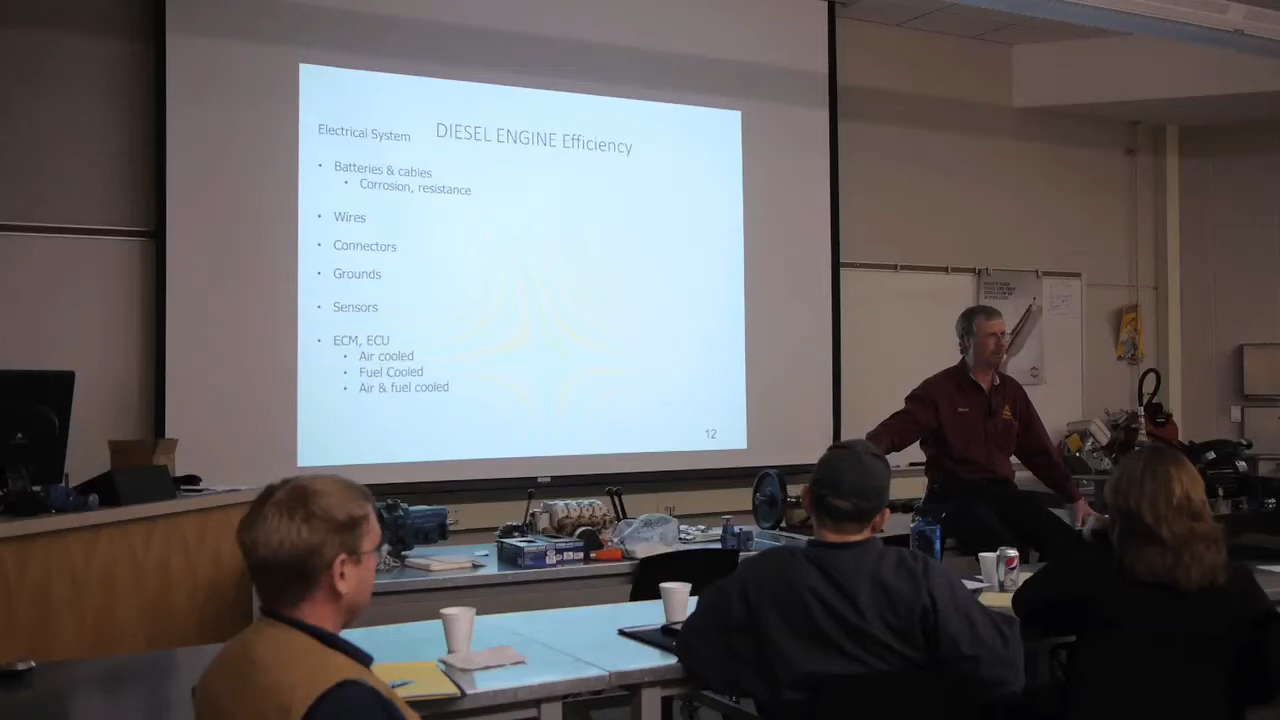 Electrical System
DIESEL ENGINE Efficiency
• Batteries & cables
• Corrosion, resistance
• Wires
• Connectors
• Grounds
• Sensors
• ECM, ECU
• Air cooled
• Fuel Cooled
• Air & fuel cooled
12